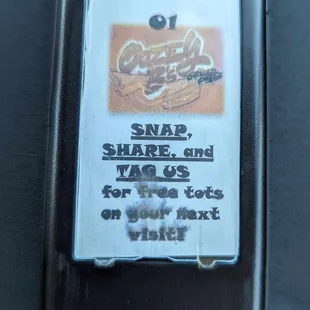 01
SNAP,
SHARE, and
TAG US
for free tots
on your next
visit!